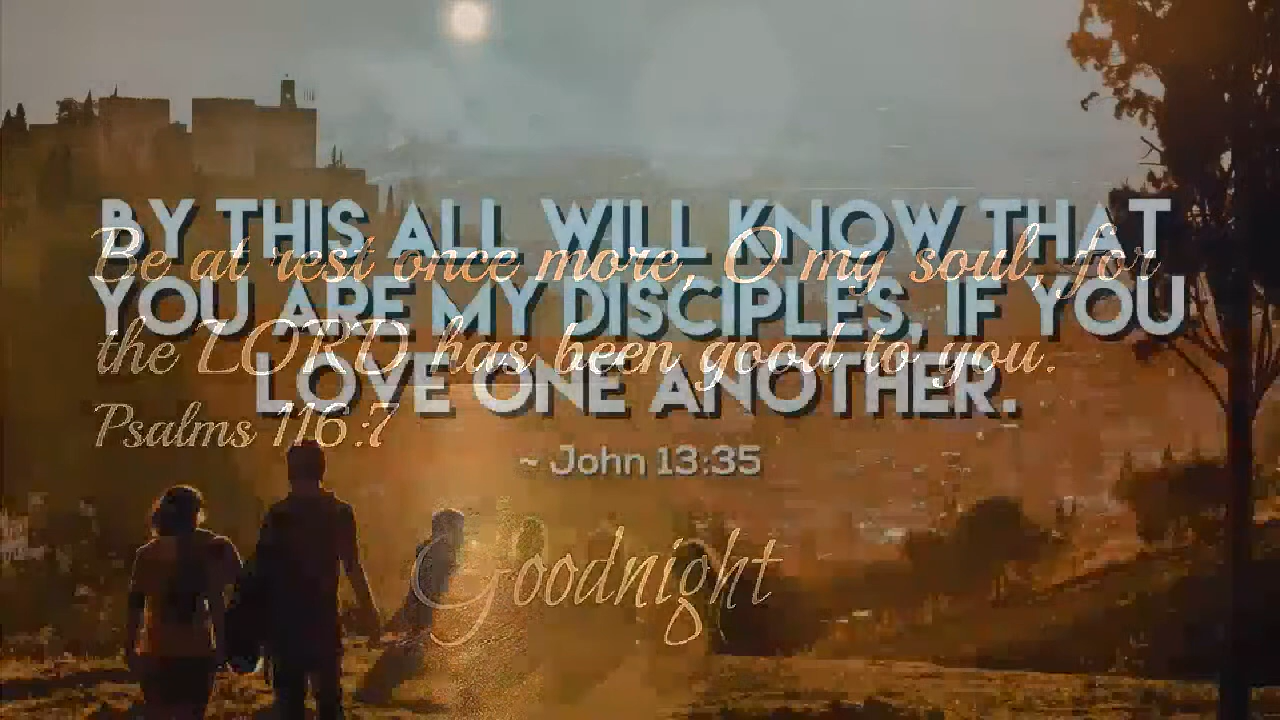 BY THIS ALL WILL KNOW THAT
YOU ARE MY DISCIPLES, IF YOU
LOVE ONE ANOTHER.
~ John 13:35
Be at rest once more, O my soul, for
the LORD has been good to you.
Psalms 116:7
Goodnight